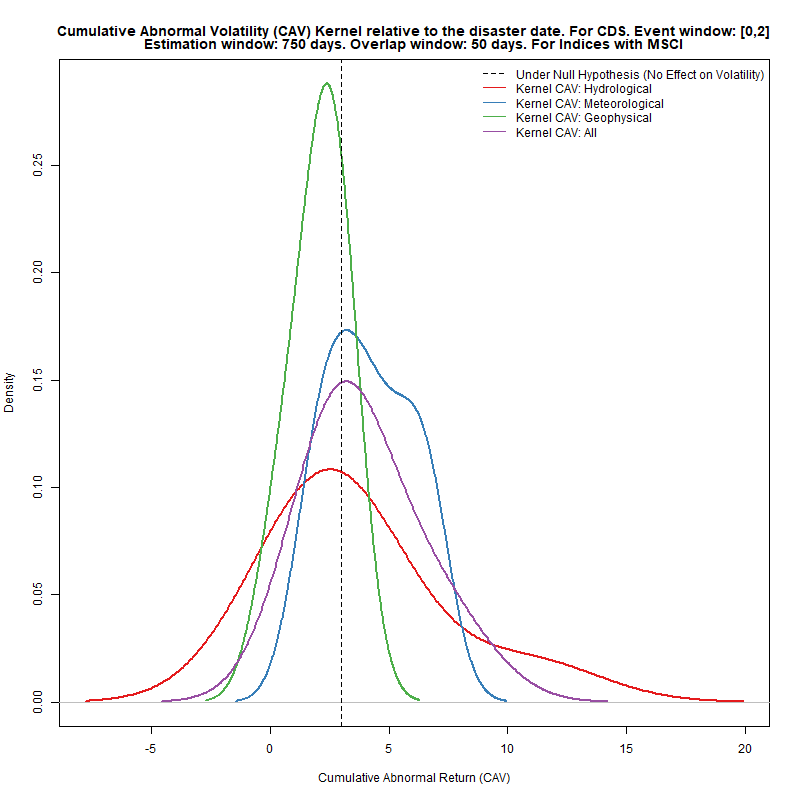 Cumulative Abnormal Volatility (CAV) Kernel relative to the disaster date. For CDS. Event window: [0,2]
Estimation window: 750 days. Overlap window: 50 days. For Indices with MSCI
Under Null Hypothesis (No Effect on Volatility)
Kernel CAV: Hydrological
Kernel CAV: Meteorological
Kernel CAV: Geophysical
Kernel CAV: All
Density
0.25
0.20
0.15
0.10
0.05
0.00
-5
0
5
10
15
20
Cumulative Abnormal Return (CAV)